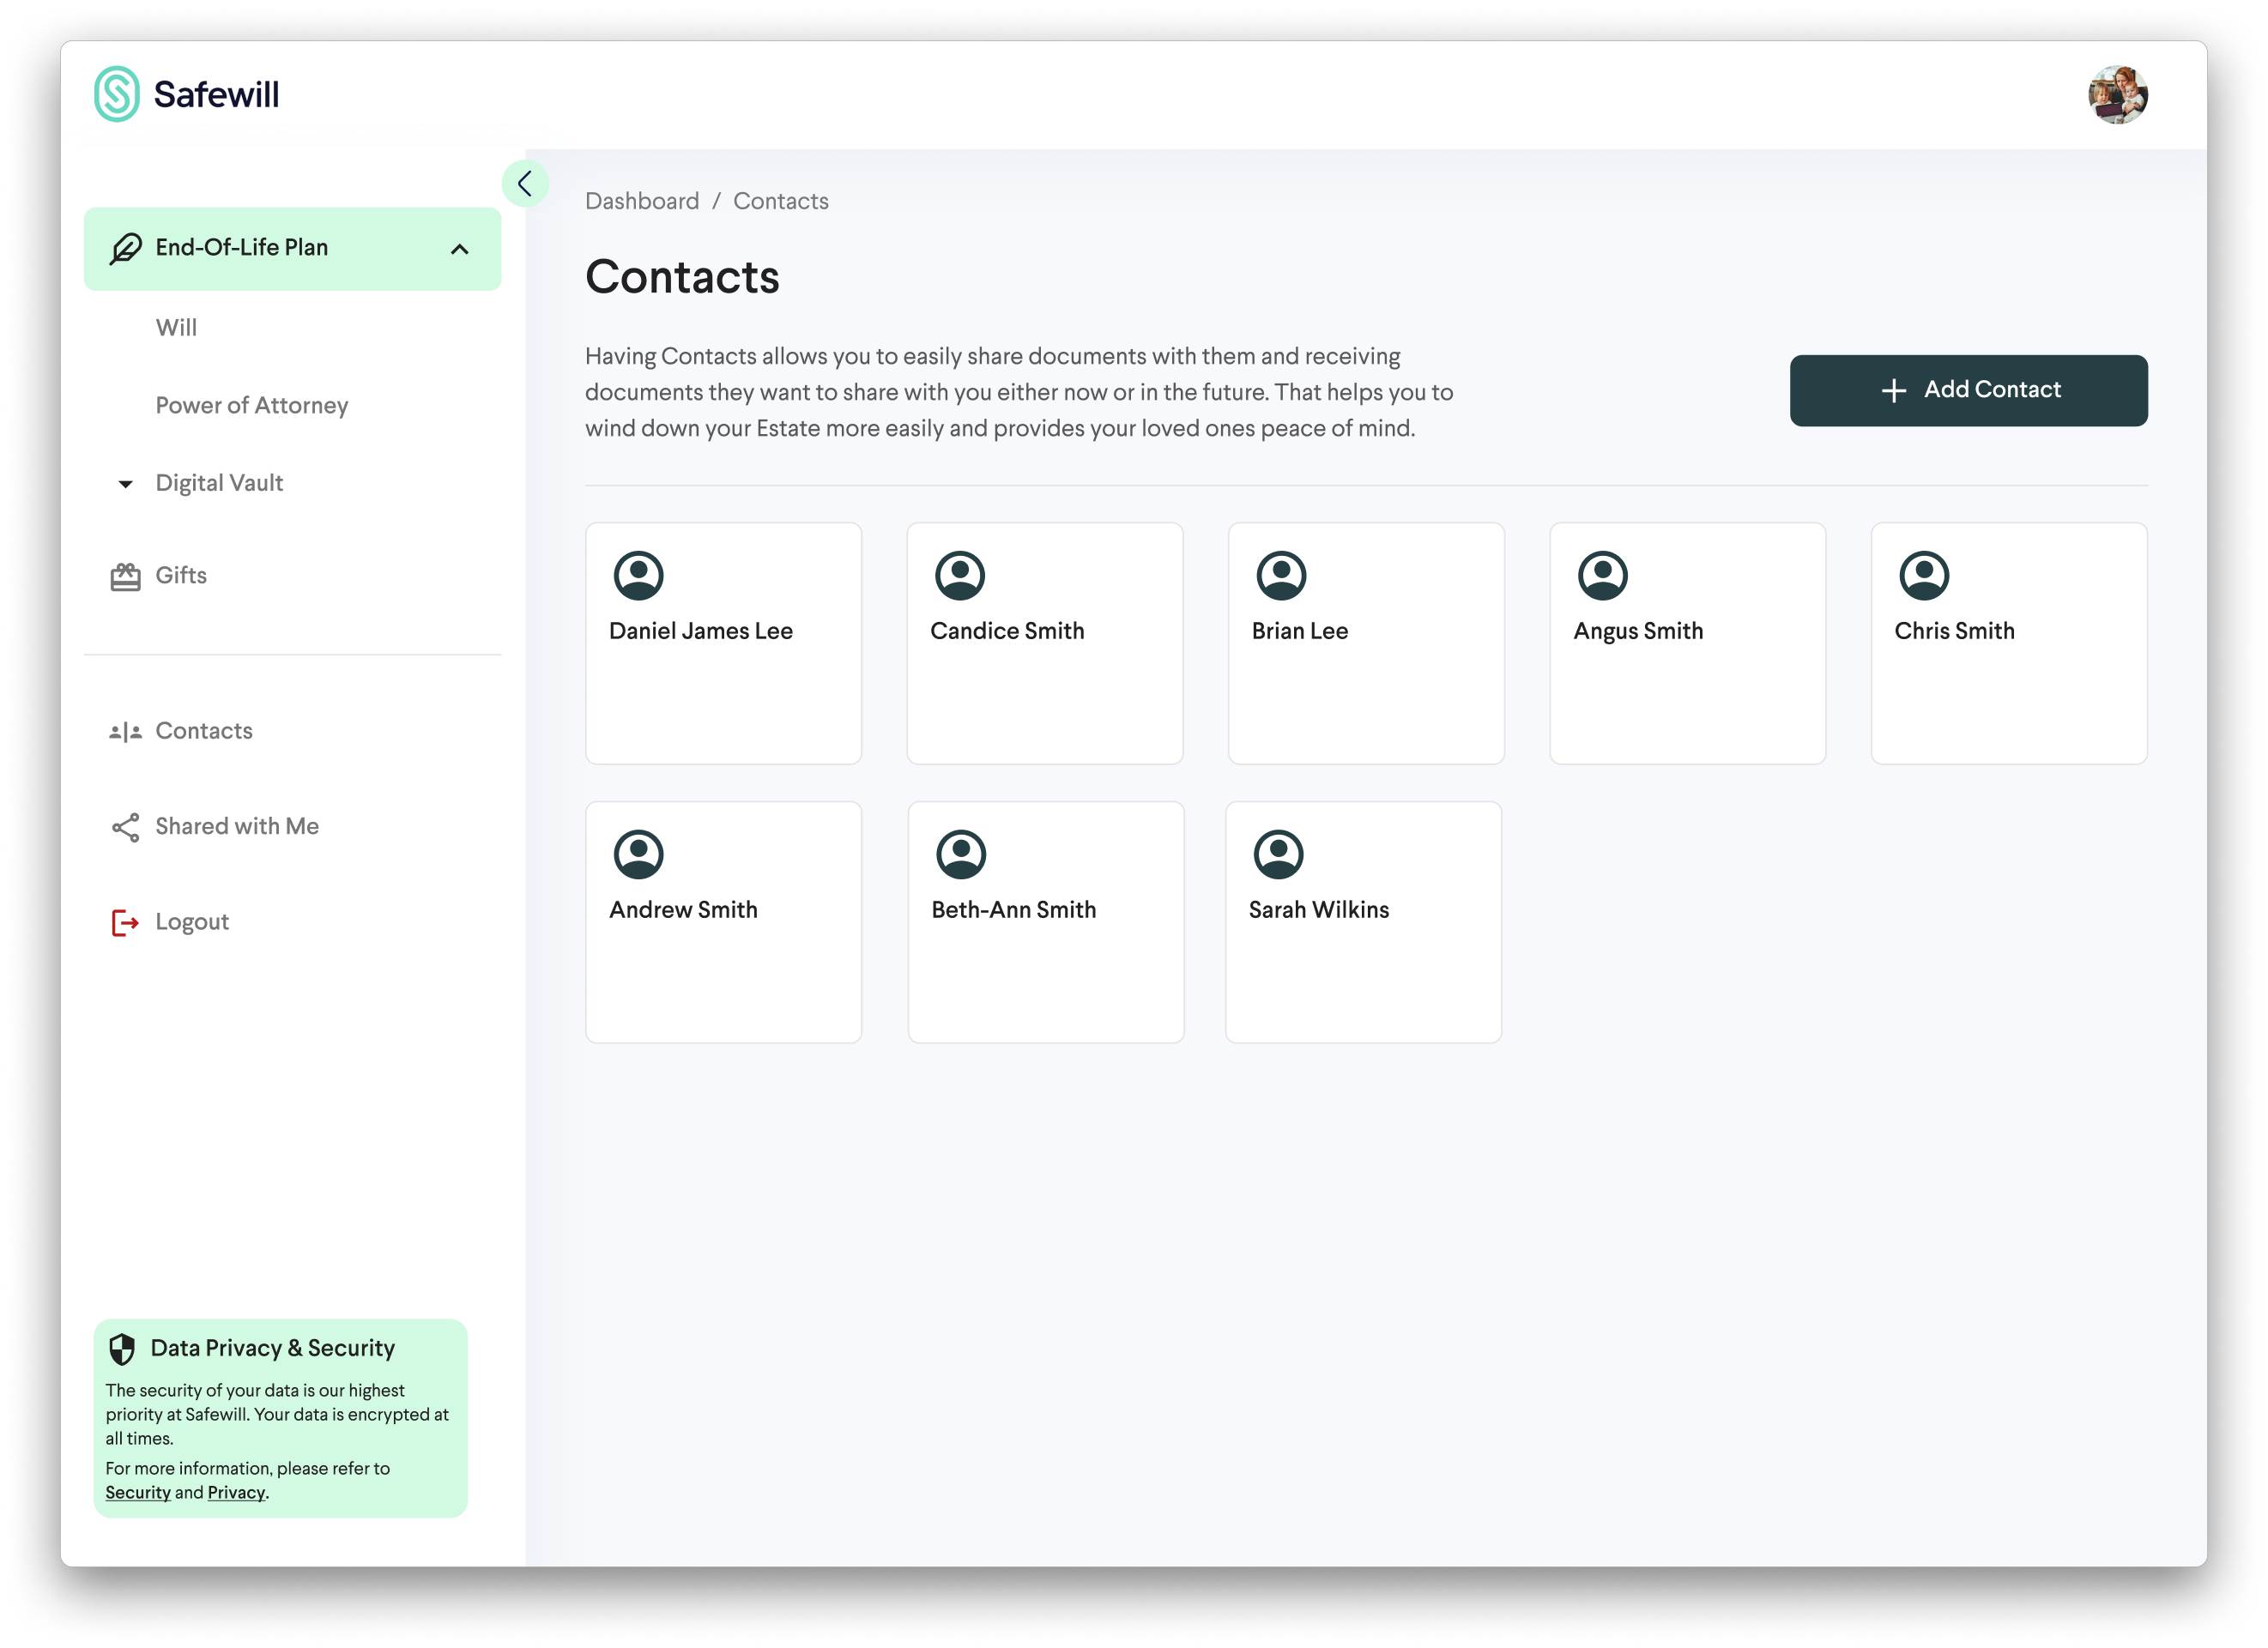 Safewill
End-Of-Life Plan
Will
Power of Attorney
Digital Vault
Gifts
Contacts
Shared with Me
Logout
Data Privacy & Security
The security of your data is our highest
priority at Safewill. Your data is encrypted at
all times.
For more information, please refer to
Security and Privacy.
Dashboard / Contacts
Contacts
Having Contacts allows you to easily share documents with them and receiving
documents they want to share with you either now or in the future. That helps you to
wind down your Estate more easily and provides your loved ones peace of mind.
Add Contact
Daniel James Lee
Candice Smith
Brian Lee
Angus Smith
Chris Smith
Andrew Smith
Beth-Ann Smith
Sarah Wilkins